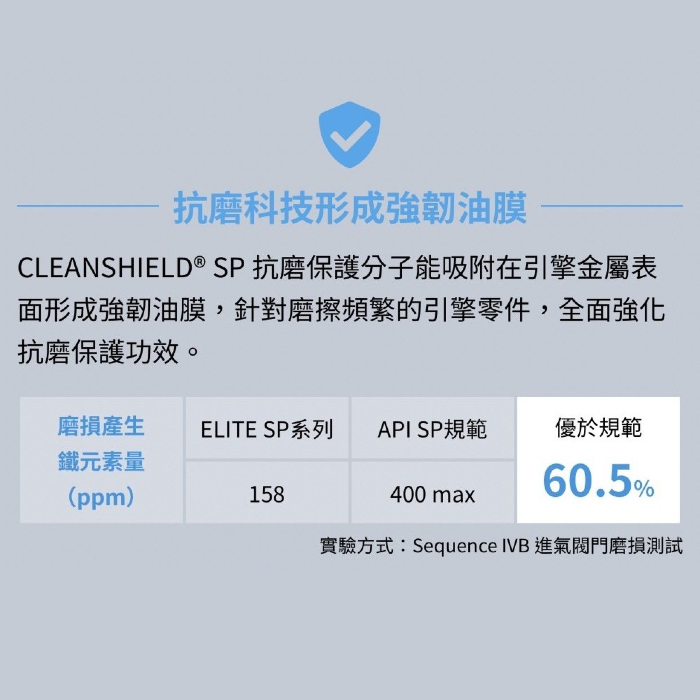 抗磨科技形成強韌油膜
CLEANSHIELD® SP 抗磨保護分子能吸附在引擎金屬表
面形成強韌油膜，針對磨擦頻繁的引擎零件，全面強化
抗磨保護功效。
磨損產生
鐵元素量
（ppm）
ELITE SP系列
API SP規範
優於規範
158
400 max
60.5%
實驗方式：Sequence IVB 進氣閥門磨損測試